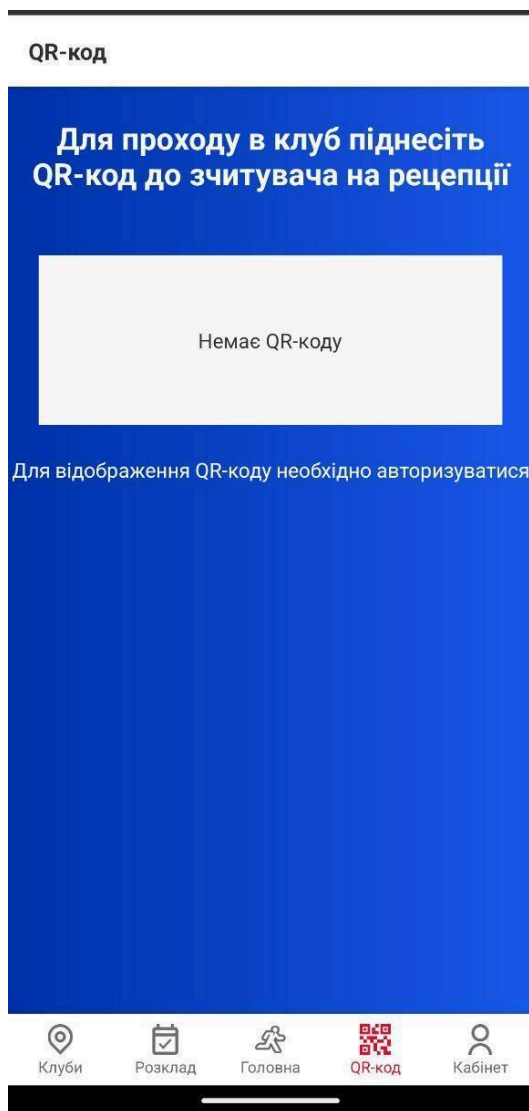 QR-код
Для проходу в клуб піднесіть
QR-код до зчитувача на рецепції
Немає QR-коду
Для відображення QR-коду необхідно авторизуватися
Клуби
Розклад
Головна
QR-код
Кабінет